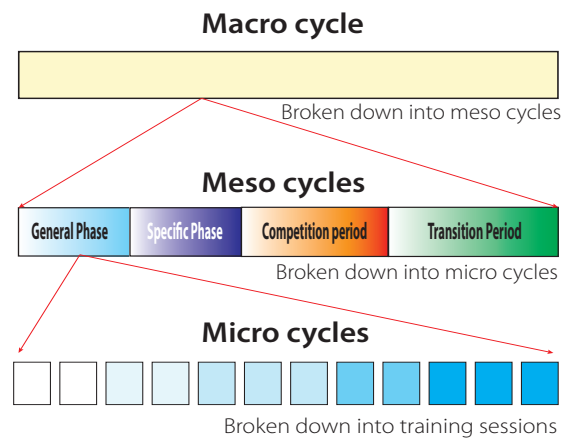 Macro cycle
Broken down into meso cycles
Meso cycles
General Phase Specific Phase Competition period Transition Period
Broken down into micro cycles
Micro cycles
Broken down into training sessions